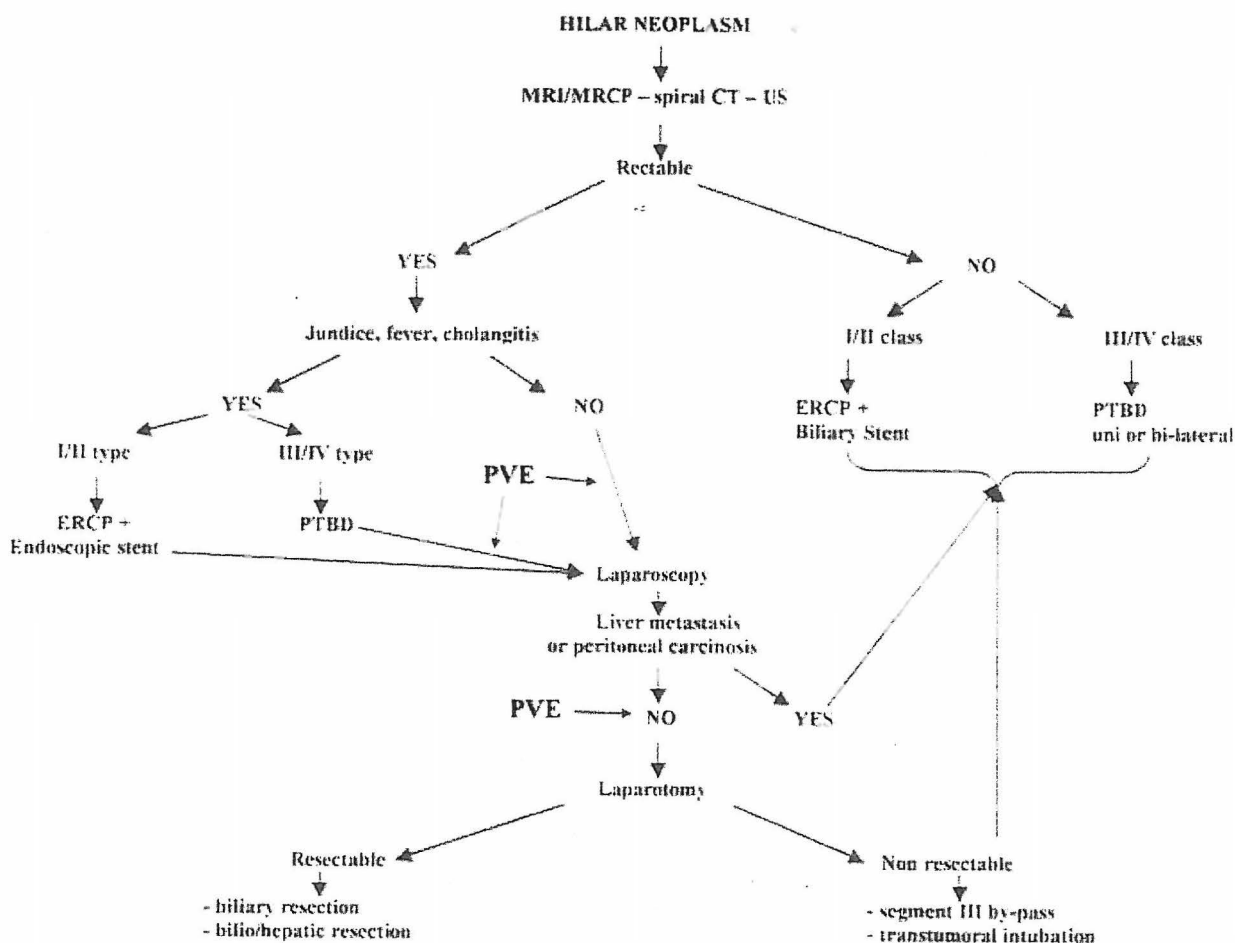 HILAR NEOPLASM
MRI/MRCP – spiral CT – US
Rectable
YES
NO
Jundice, fever, cholangitis
I/II class
III/IV class
YES
NO
ERCP +
Biliary Stent
PTBD
uni or bi-lateral
I/II type
III/IV type
PVE
ERCP +
Endoscopic stent
PTBD
Laparoscopy
Liver metastasis
or peritoneal carcinosis
PVE
NO
YES
Laparotomy
Resectable
Non resectable
- biliary resection
- bilio/hepatic resection
- segment III by-pass
- transtumoral intubation